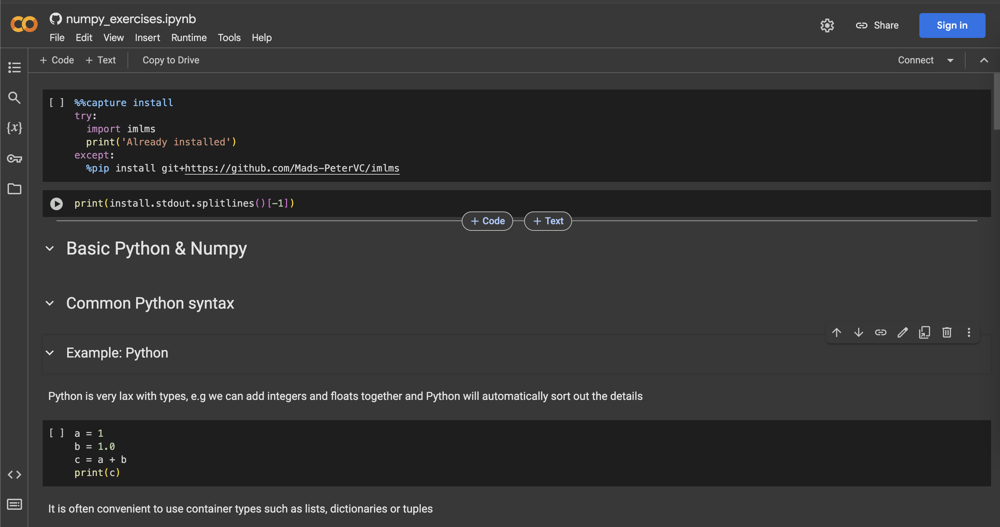 numpy_exercises.ipynb
File Edit View Insert Runtime Tools Help
Share
Sign in
+ Code + Text Copy to Drive
Connect
{x}
[ ] %%capture install
try:
  import imlms
  print('Already installed')
except:
  %pip install git+https://github.com/Mads-PeterVC/imlms
print(install.stdout.splitlines()[-1])
+ Code + Text
Basic Python & Numpy
Common Python syntax
Example: Python
Python is very lax with types, e.g we can add integers and floats together and Python will automatically sort out the details
[ ] a = 1
b = 1.0
c = a + b
print(c)
It is often convenient to use container types such as lists, dictionaries or tuples